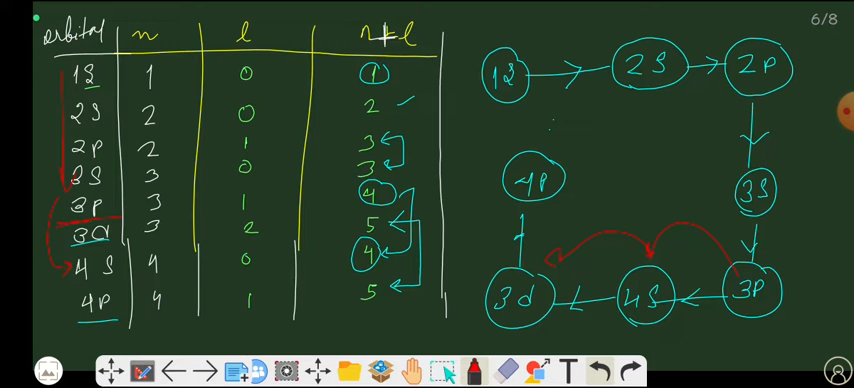 6/8
orbital n l n+l
1S 1 0 1
2S 2 0 2
2P 2 1 3
3S 3 0 3
3P 3 1 4
3d 3 2 5
4S 4 0 4
4P 4 1 5
1S 2S 2P
4P 3S
3d 4S 3P
T